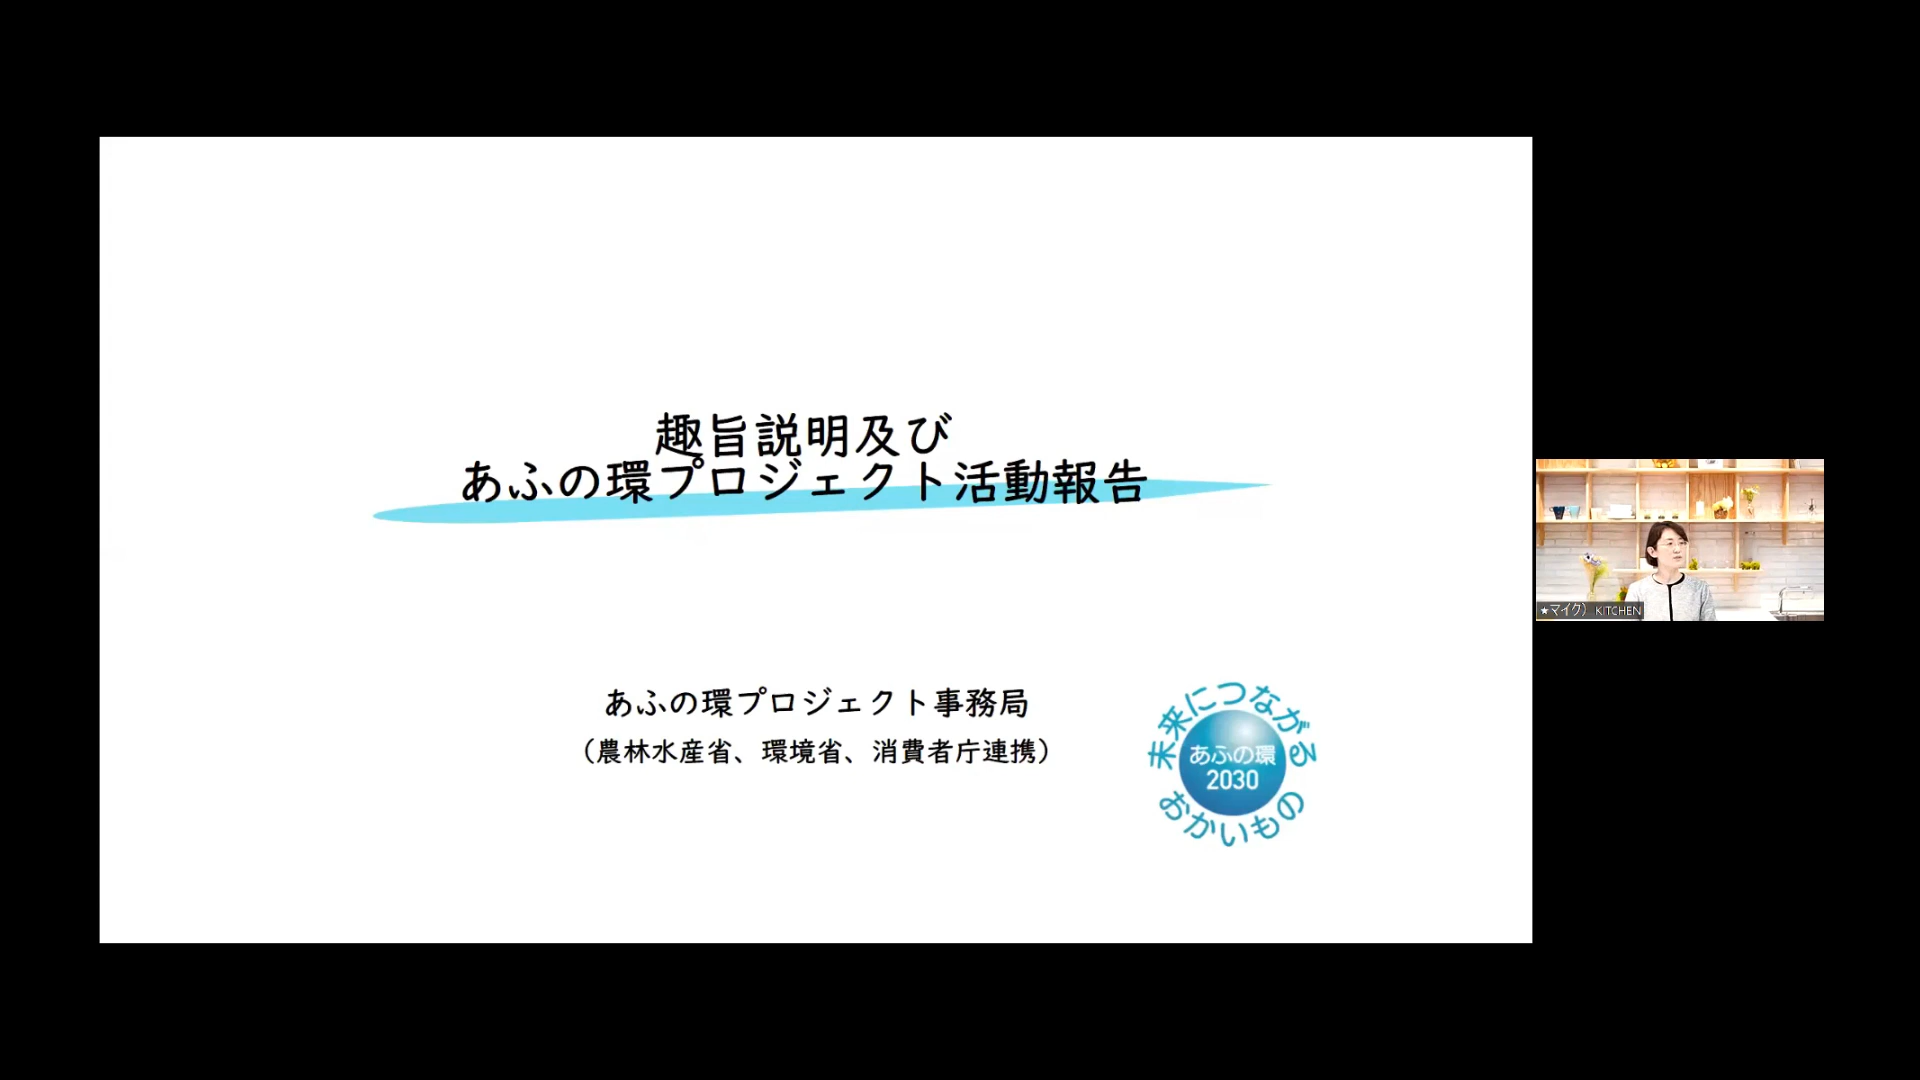 趣旨説明及び
あふの環プロジェクト活動報告
あふの環プロジェクト事務局
（農林水産省、環境省、消費者庁連携）
未来につながる
あふの環
2030
おかいもの
★マイク） KITCHEN